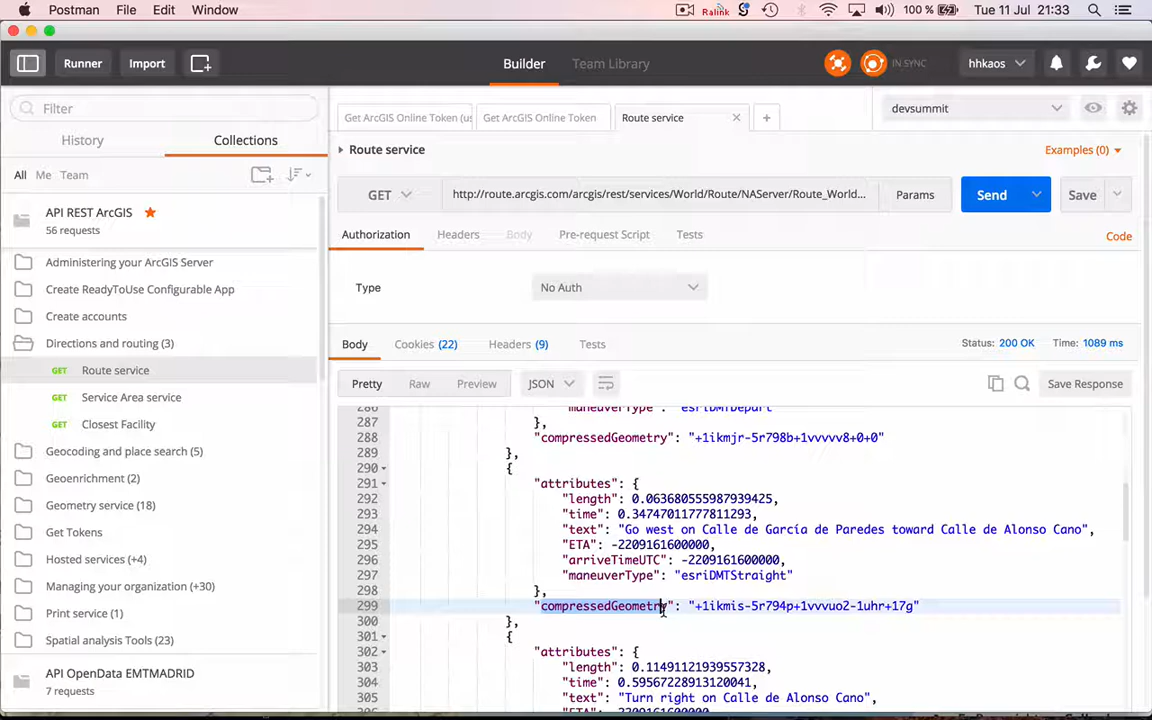 Postman File Edit Window Ralink 100 % Tue 11 Jul 21:33
Runner Import Builder Team Library IN SYNC hhkaos
Filter
Get ArcGIS Online Token (us Get ArcGIS Online Token Route service + devsummit
History Collections
Route service Examples (0)
All Me Team
GET http://route.arcgis.com/arcgis/rest/services/World/Route/NAServer/Route_World... Params Send Save
API REST ArcGIS
56 requests
Authorization Headers Body Pre-request Script Tests Code
Administering your ArcGIS Server
Create ReadyToUse Configurable App
Type No Auth
Create accounts
Directions and routing (3)
Body Cookies (22) Headers (9) Tests Status: 200 OK Time: 1089 ms
GET Route service
Pretty Raw Preview JSON Save Response
GET Service Area service
286 "maneuverType": "esriDMTDepart"
GET Closest Facility
287 },
288 "compressedGeometry": "+1ikmjr-5r798b+1vvvvv8+0+0"
Geocoding and place search (5)
289 },
290 {
Geoenrichment (2)
291 "attributes": {
292 "length": 0.063680555987939425,
Geometry service (18)
293 "time": 0.34747011777811293,
294 "text": "Go west on Calle de García de Paredes toward Calle de Alonso Cano",
Get Tokens
295 "ETA": -2209161600000,
296 "arriveTimeUTC": -2209161600000,
Hosted services (+4)
297 "maneuverType": "esriDMTStraight"
298 },
Managing your organization (+30)
299 "compressedGeometry": "+1ikmis-5r794p+1vvvuo2-1uhr+17g"
Print service (1)
300 },
301 {
Spatial analysis Tools (23)
302 "attributes": {
303 "length": 0.11491121939557328,
API OpenData EMTMADRID
304 "time": 0.59567228913120041,
7 requests
305 "text": "Turn right on Calle de Alonso Cano",
306 "ETA": -2209161600000,